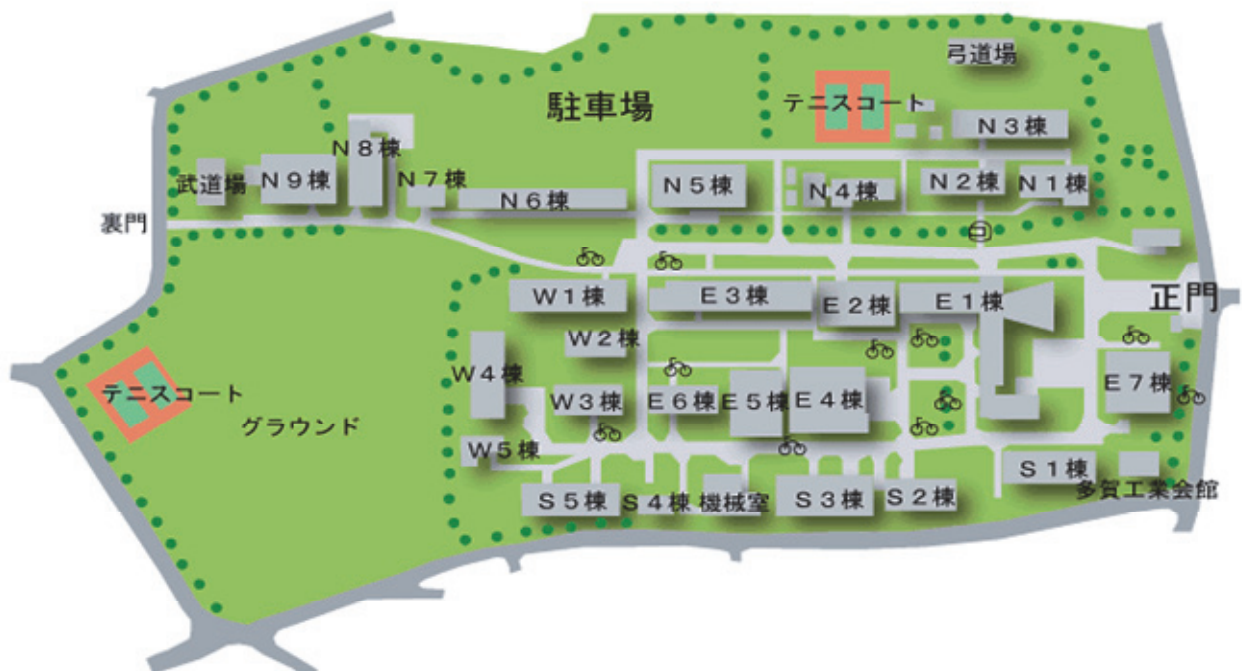 弓道場
駐車場
テニスコート
N3棟
N8棟
武道場
N9棟
N7棟
N6棟
N5棟
N4棟
N2棟
N1棟
裏門
W1棟
E3棟
E2棟
E1棟
正門
W2棟
W4棟
W3棟
E6棟
E5棟
E4棟
E7棟
テニスコート
グラウンド
W5棟
S1棟
多賀工業会館
S5棟
S4棟
機械室
S3棟
S2棟